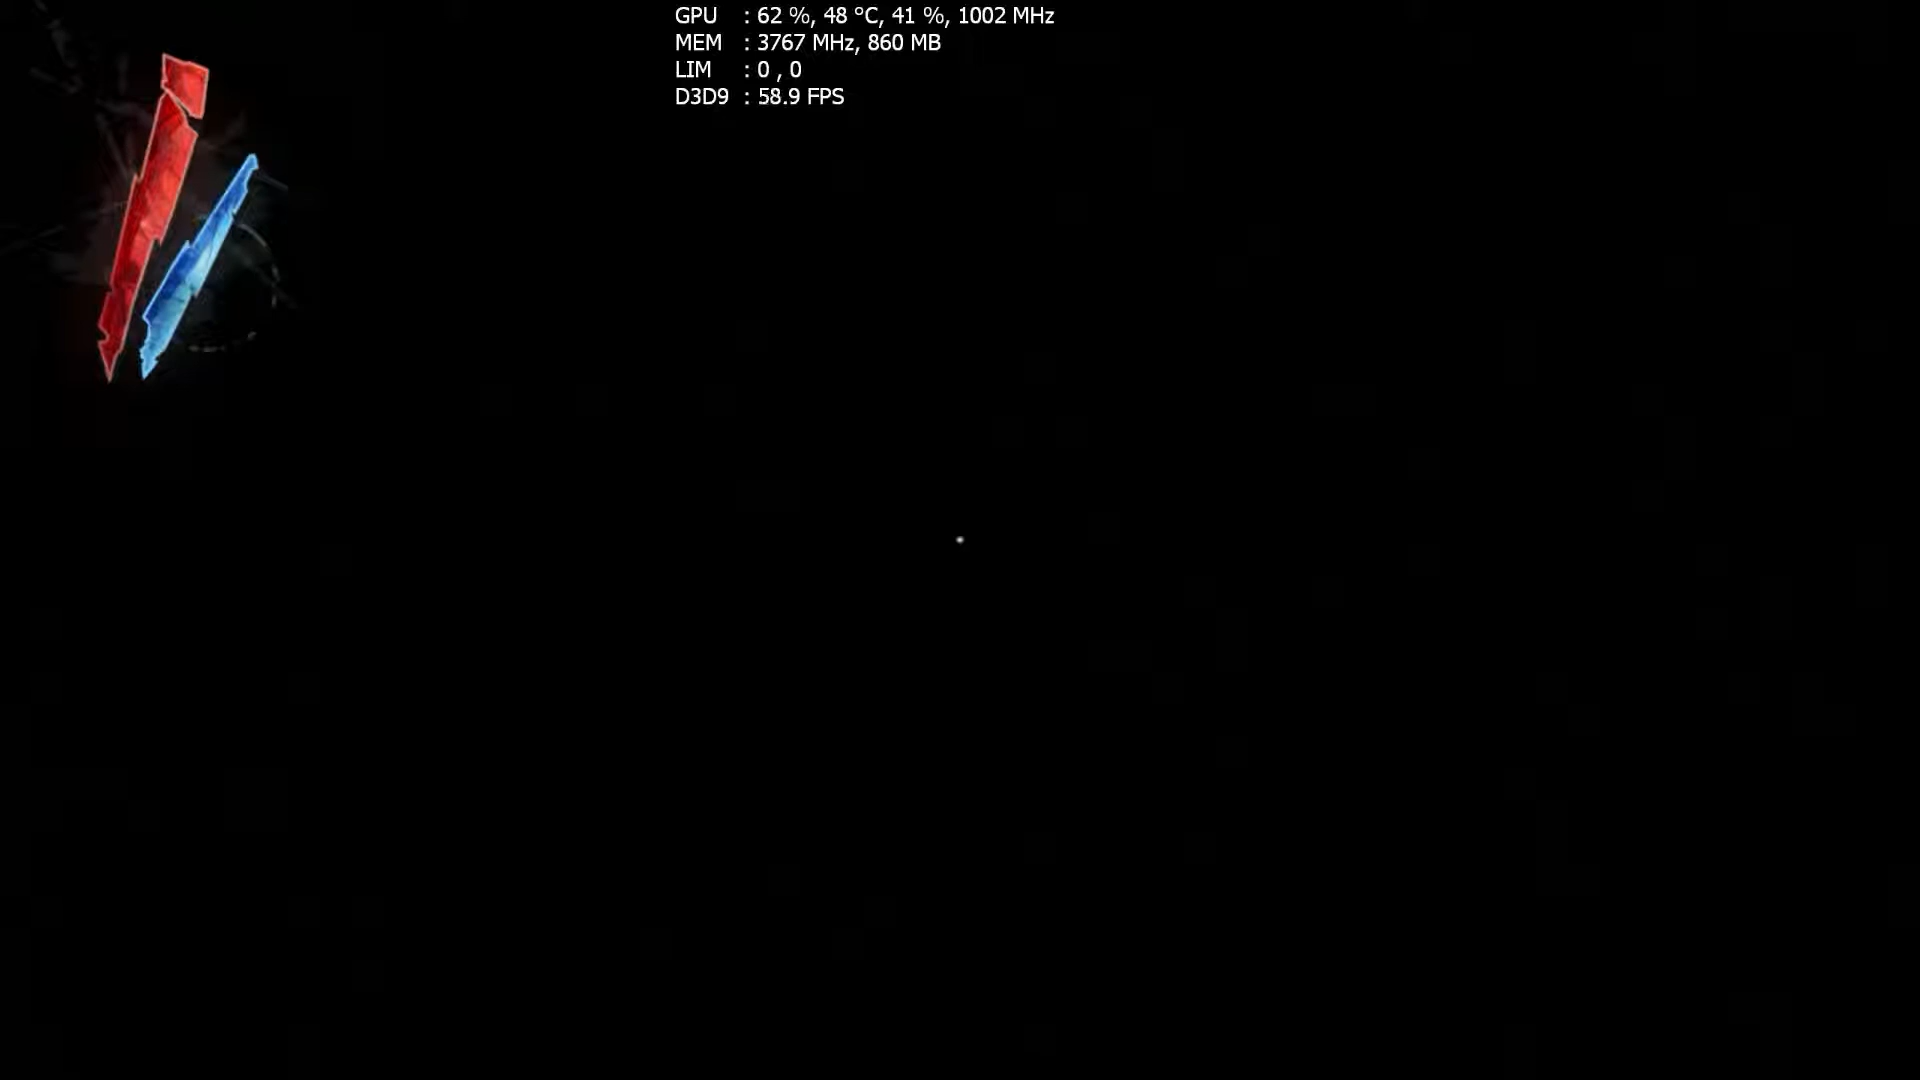 GPU : 62 %, 48 °C, 41 %, 1002 MHz
MEM : 3767 MHz, 860 MB
LIM : 0 , 0
D3D9 : 58.9 FPS